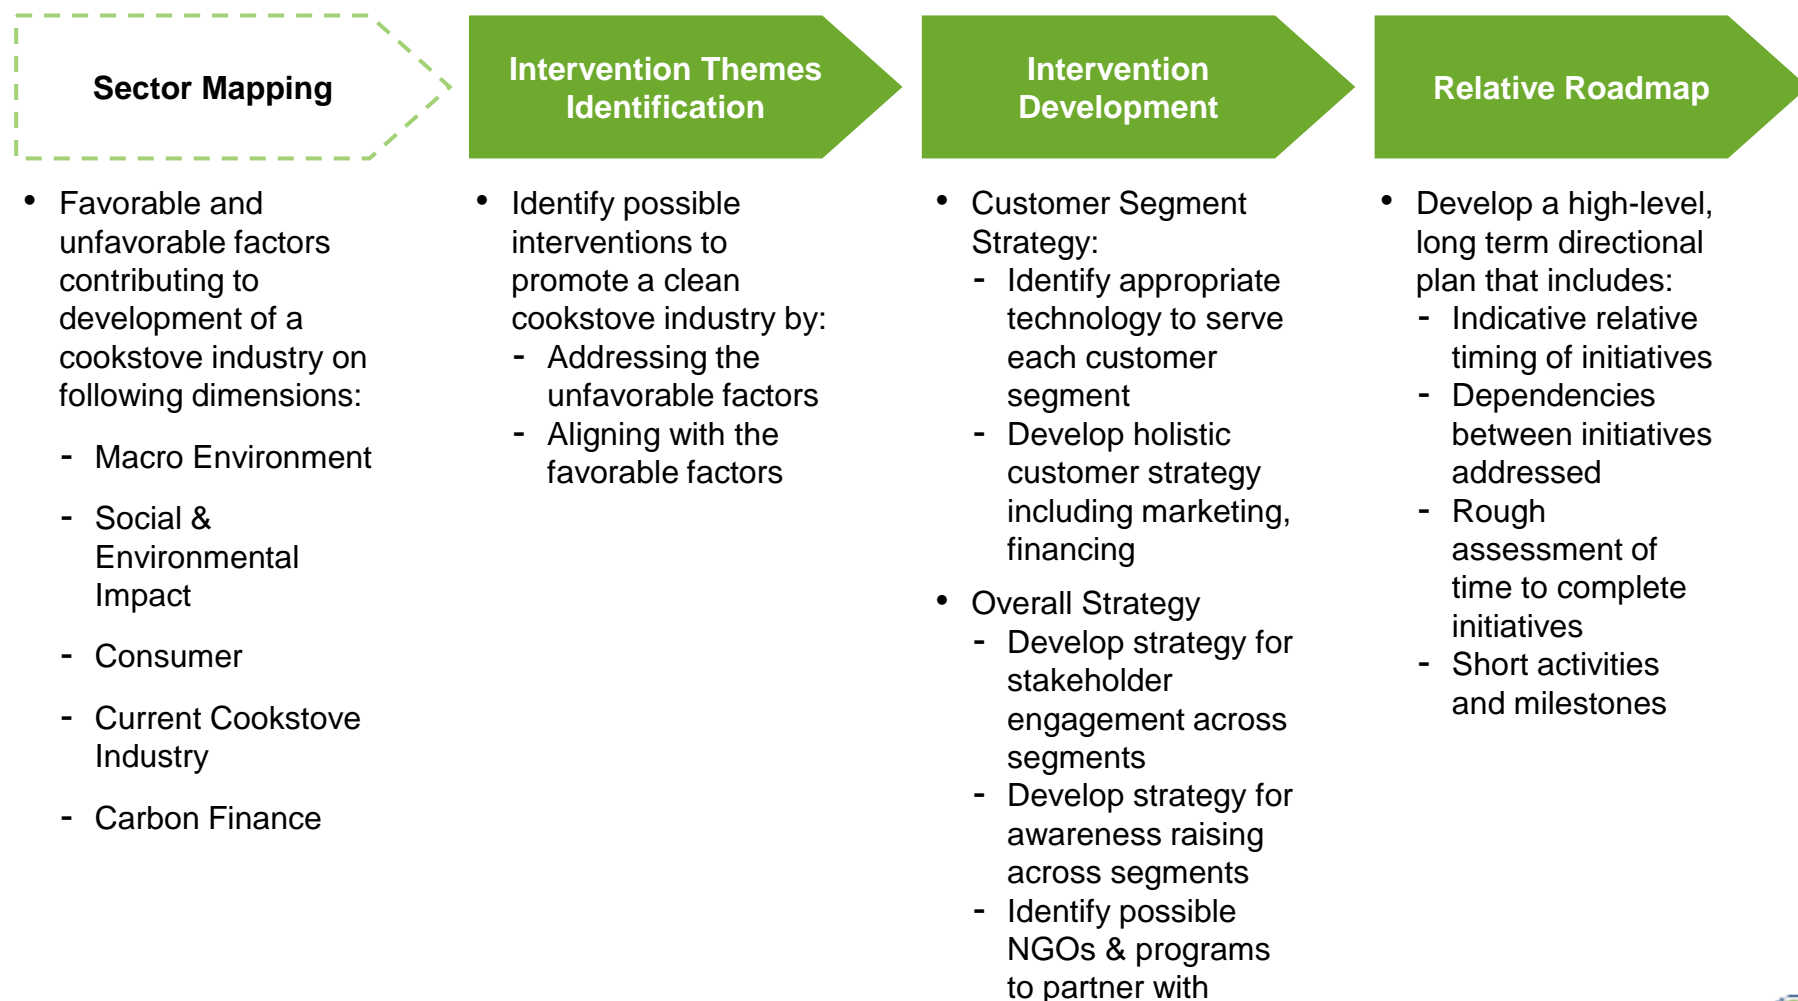 Sector Mapping
Intervention Themes
Identification
Intervention
Development
Relative Roadmap
• Favorable and
unfavorable factors
contributing to
development of a
cookstove industry on
following dimensions:
- Macro Environment
- Social &
Environmental
Impact
- Consumer
- Current Cookstove
Industry
- Carbon Finance
• Identify possible
interventions to
promote a clean
cookstove industry by:
- Addressing the
unfavorable factors
- Aligning with the
favorable factors
• Customer Segment
Strategy:
- Identify appropriate
technology to serve
each customer
segment
- Develop holistic
customer strategy
including marketing,
financing
• Overall Strategy
- Develop strategy for
stakeholder
engagement across
segments
- Develop strategy for
awareness raising
across segments
- Identify possible
NGOs & programs
to partner with
• Develop a high-level,
long term directional
plan that includes:
- Indicative relative
timing of initiatives
- Dependencies
between initiatives
addressed
- Rough
assessment of
time to complete
initiatives
- Short activities
and milestones